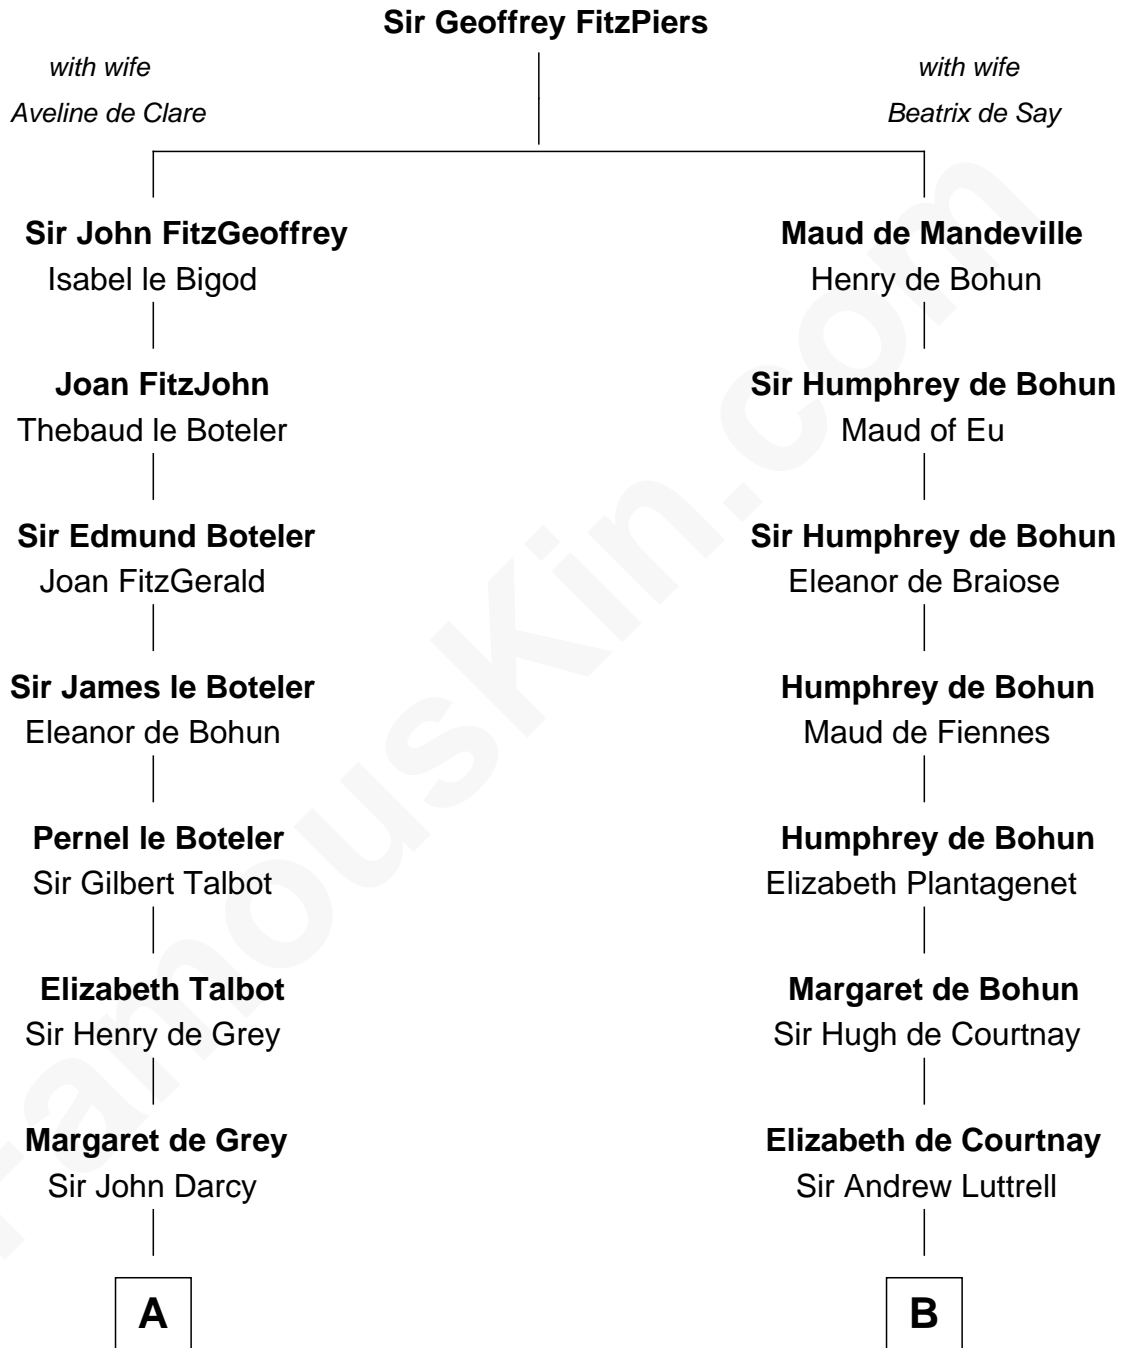 Sir Geoffrey FitzPiers
with wife
Aveline de Clare
with wife
Beatrix de Say
Sir John FitzGeoffrey
Isabel le Bigod
Joan FitzJohn
Thebaud le Boteler
Sir Edmund Boteler
Joan FitzGerald
Sir James le Boteler
Eleanor de Bohun
Pernel le Boteler
Sir Gilbert Talbot
Elizabeth Talbot
Sir Henry de Grey
Margaret de Grey
Sir John Darcy
A
Maud de Mandeville
Henry de Bohun
Sir Humphrey de Bohun
Maud of Eu
Sir Humphrey de Bohun
Eleanor de Braiose
Humphrey de Bohun
Maud de Fiennes
Humphrey de Bohun
Elizabeth Plantagenet
Margaret de Bohun
Sir Hugh de Courtnay
Elizabeth de Courtnay
Sir Andrew Luttrell
B
FamousKin.com